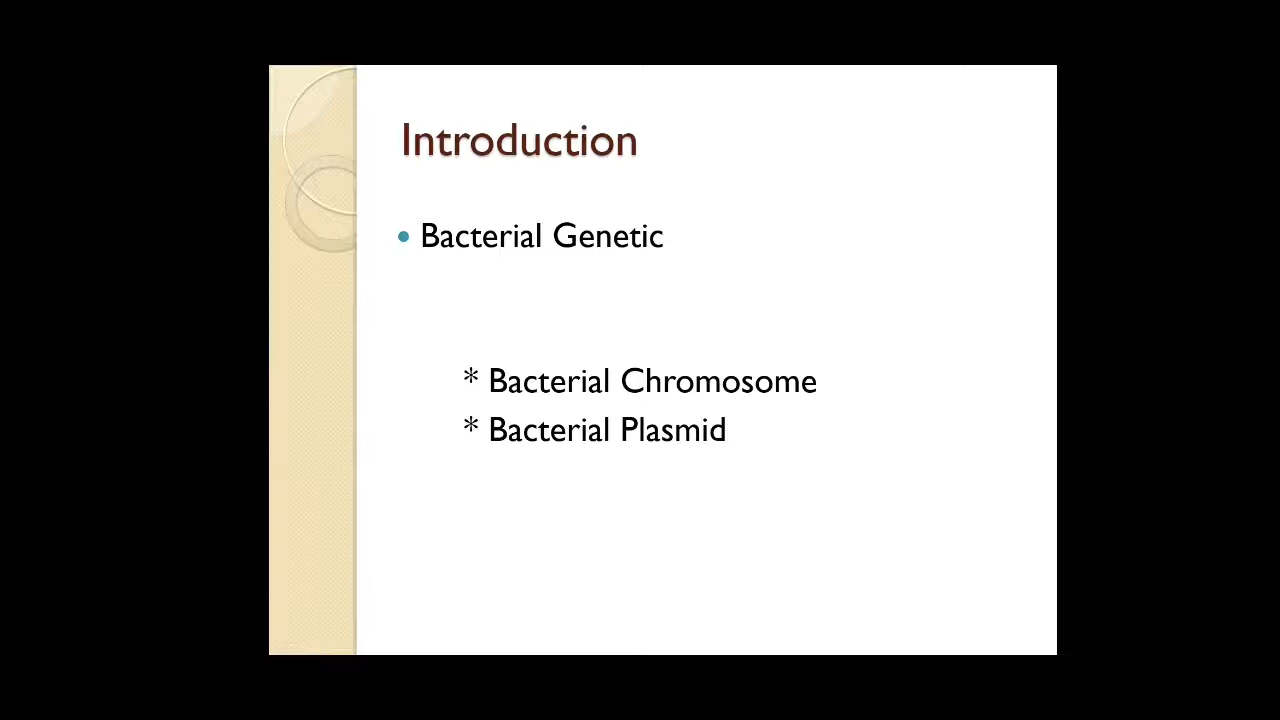 Introduction
• Bacterial Genetic
* Bacterial Chromosome
* Bacterial Plasmid